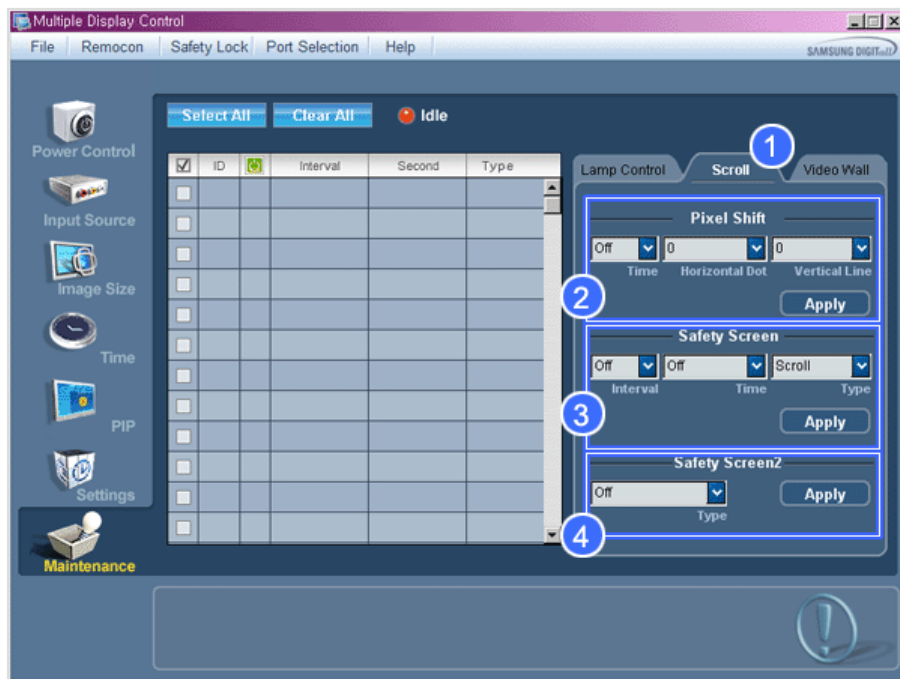 Multiple Display Control
File Remocon Safety Lock Port Selection Help
SAMSUNG DIGITall
Select All Clear All Idle
Power Control
Input Source
Image Size
Time
PIP
Settings
Maintenance
ID Interval Second Type
Lamp Control Scroll Video Wall
1
Pixel Shift
Off 0 0
Time Horizontal Dot Vertical Line
2
Apply
Safety Screen
Off Off Scroll
Interval Time Type
3
Apply
Safety Screen2
Off Apply
Type
4